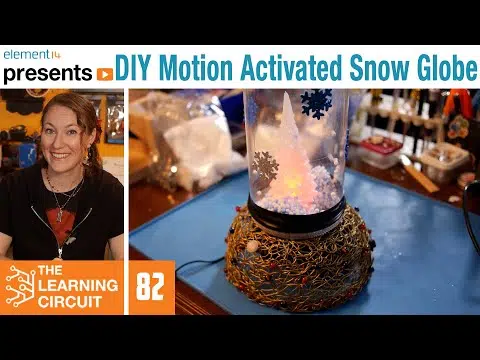 element14
presents
DIY Motion Activated Snow Globe
THE
LEARNING
CIRCUIT
82